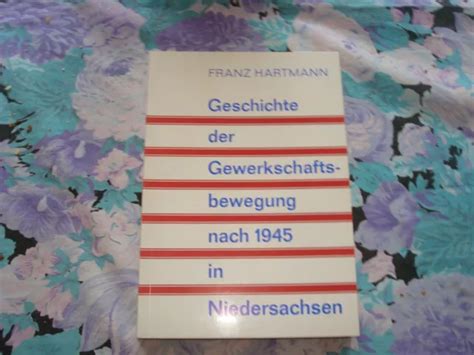 FRANZ HARTMANN
Geschichte
der
Gewerkschafts-
bewegung
nach 1945
in
Niedersachsen